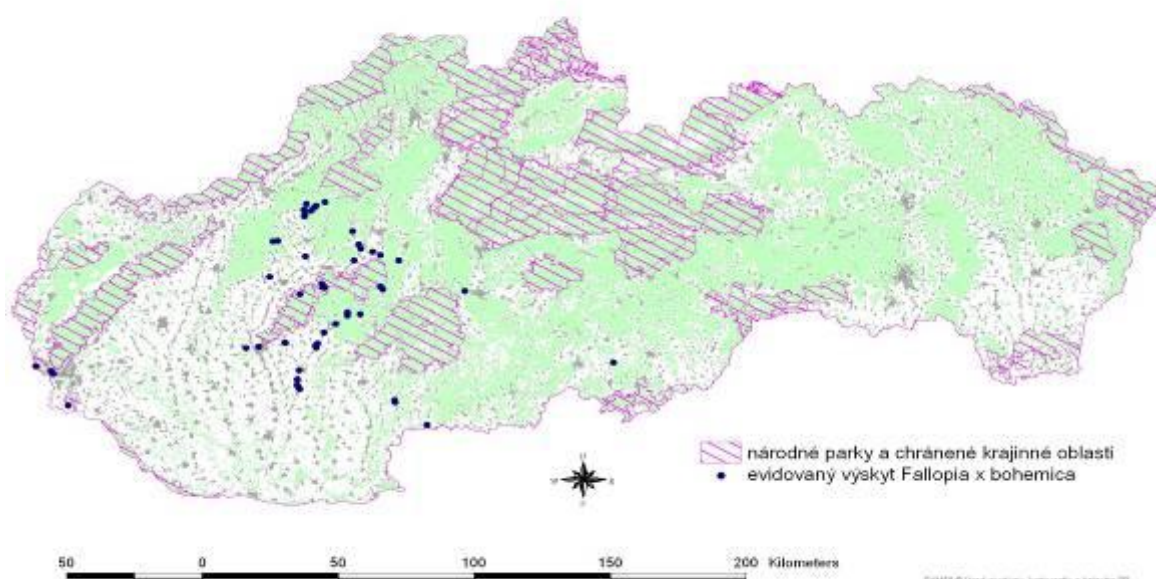 národné parky a chránené krajinné oblasti
evidovaný výskyt Fallopia x bohemica
50 0 50 100 150 200 Kilometers